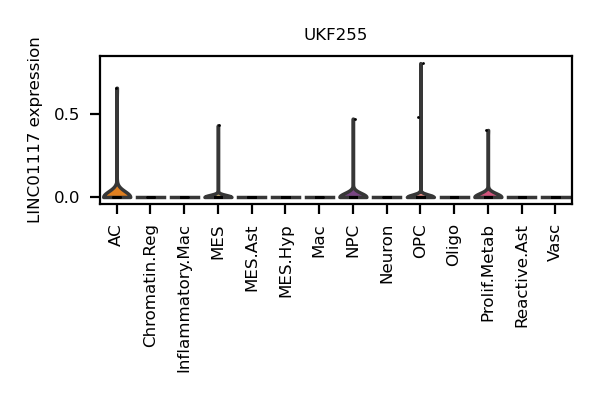 UKF255
LINC01117 expression
0.5
0.0
AC
Chromatin.Reg
Inflammatory.Mac
MES
MES.Ast
MES.Hyp
Mac
NPC
Neuron
OPC
Oligo
Prolif.Metab
Reactive.Ast
Vasc